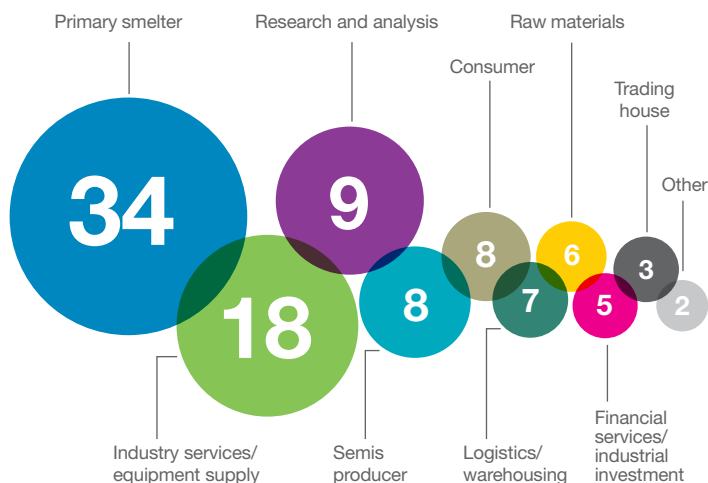 Primary smelter
Research and analysis
Raw materials
Consumer
Trading
house
Other
34
9
8
6
3
18
8
7
5
2
Industry services/
equipment supply
Semis
producer
Logistics/
warehousing
Financial
services/
industrial
investment